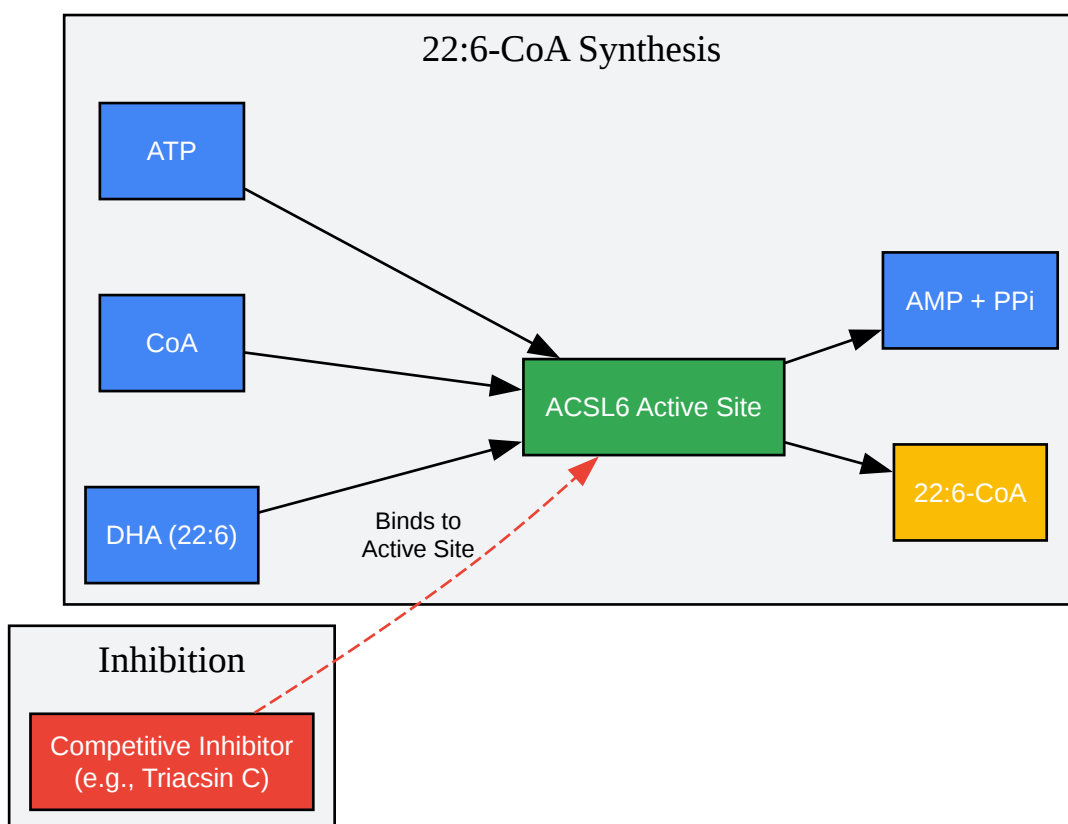 22:6-CoA Synthesis
ATP
CoA
DHA (22:6)
ACSL6 Active Site
AMP + PPi
22:6-CoA
Binds to
Active Site
Inhibition
Competitive Inhibitor
(e.g., Triacsin C)